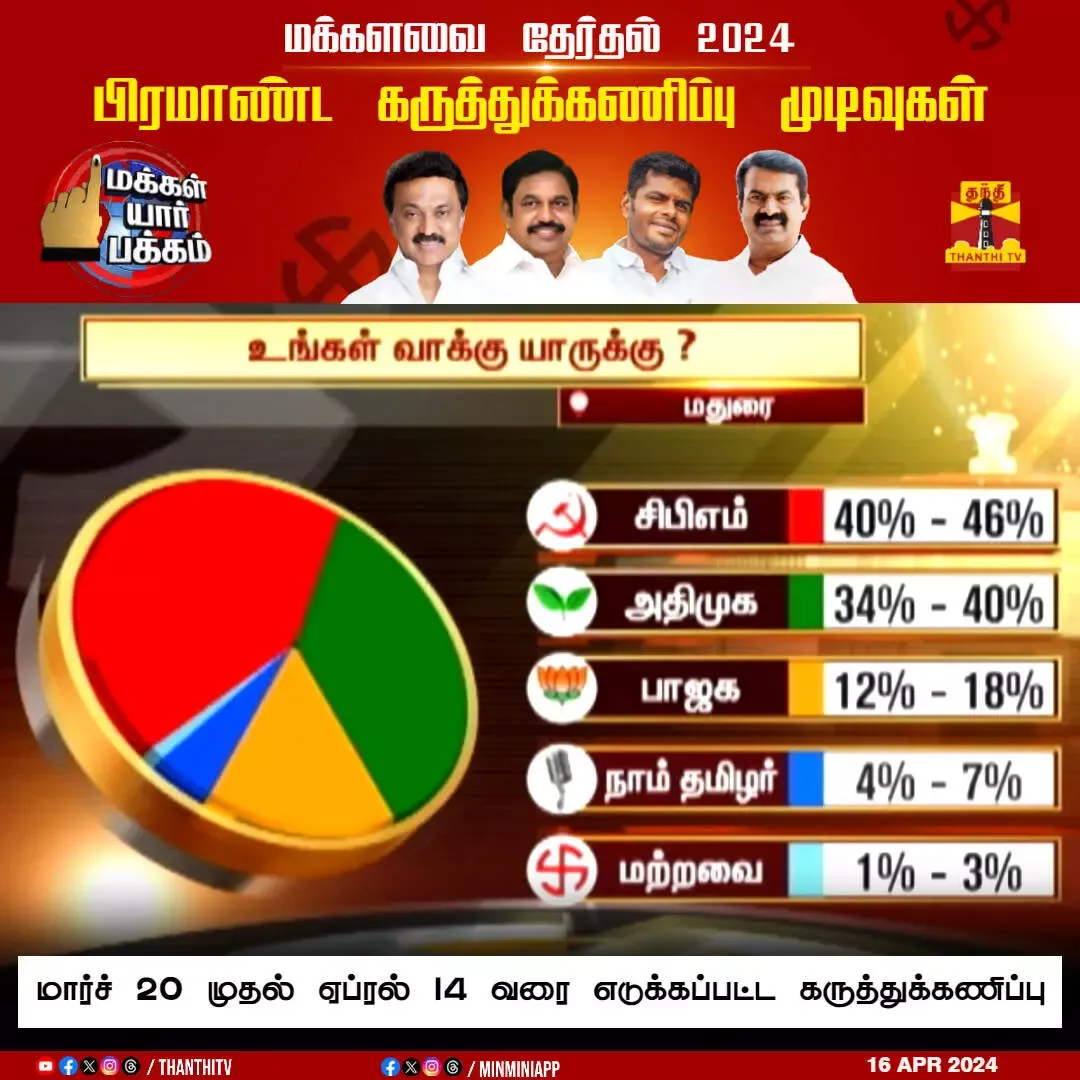 மக்களவை தேர்தல் 2024
பிரமாண்ட கருத்துக்கணிப்பு முடிவுகள்
மக்கள்
யார்
பக்கம்
தந்தி
THANTHI TV
உங்கள் வாக்கு யாருக்கு ?
மதுரை
சிபிஎம் 40% - 46%
அதிமுக 34% - 40%
பாஜக 12% - 18%
நாம் தமிழர் 4% - 7%
மற்றவை 1% - 3%
மார்ச் 20 முதல் ஏப்ரல் 14 வரை எடுக்கப்பட்ட கருத்துக்கணிப்பு
/ THANTHITV
/ MINMINIAPP
16 APR 2024